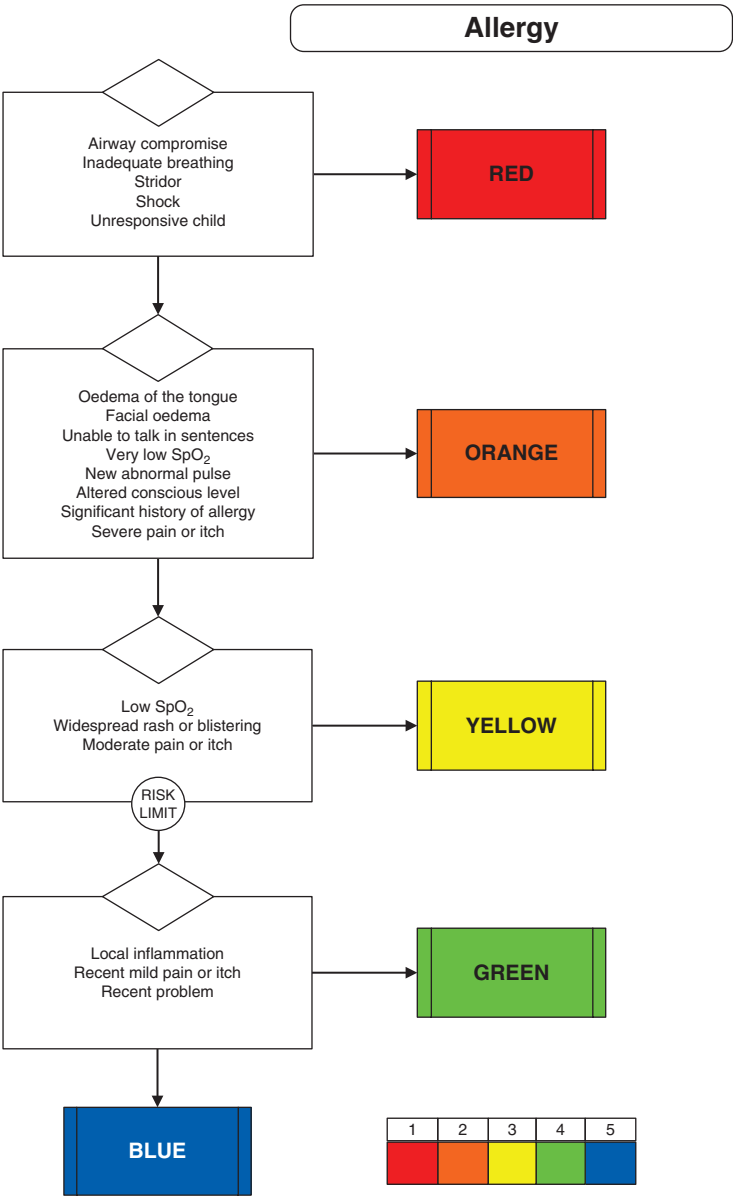 Allergy
Airway compromise
Inadequate breathing
Stridor
Shock
Unresponsive child
RED
Oedema of the tongue
Facial oedema
Unable to talk in sentences
Very low SpO₂
New abnormal pulse
Altered conscious level
Significant history of allergy
Severe pain or itch
ORANGE
Low SpO₂
Widespread rash or blistering
Moderate pain or itch
YELLOW
RISK
LIMIT
Local inflammation
Recent mild pain or itch
Recent problem
GREEN
BLUE
1 2 3 4 5